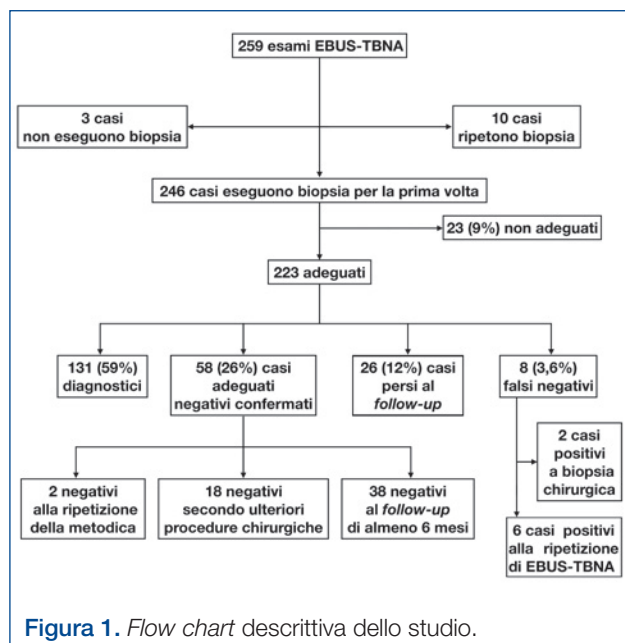 259 esami EBUS-TBNA
3 casi
non eseguono biopsia
10 casi
ripetono biopsia
246 casi eseguono biopsia per la prima volta
23 (9%) non adeguati
223 adeguati
131 (59%)
diagnostici
58 (26%) casi
adeguati
negativi confermati
26 (12%) casi
persi al
follow-up
8 (3,6%)
falsi negativi
2 casi
positivi
a biopsia
chirurgica
2 negativi
alla ripetizione
della metodica
18 negativi
secondo ulteriori
procedure chirurgiche
38 negativi
al follow-up
di almeno 6 mesi
6 casi positivi
alla ripetizione
di EBUS-TBNA
Figura 1. Flow chart descrittiva dello studio.